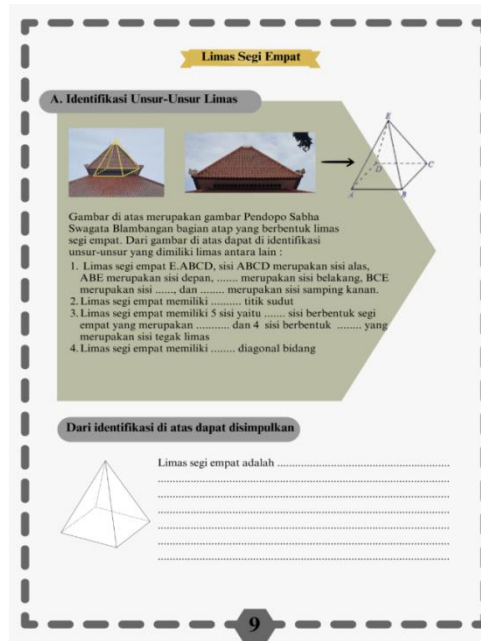 Limas Segi Empat
A. Identifikasi Unsur-Unsur Limas
E
D
C
A
B
Gambar di atas merupakan gambar Pendopo Sabha
Swagata Blambangan bagian atap yang berbentuk limas
segi empat. Dari gambar di atas dapat di identifikasi
unsur-unsur yang dimiliki limas antara lain :
1. Limas segi empat E.ABCD, sisi ABCD merupakan sisi alas,
ABE merupakan sisi depan, ....... merupakan sisi belakang, BCE
merupakan sisi ......, dan ........ merupakan sisi samping kanan.
2. Limas segi empat memiliki .......... titik sudut
3. Limas segi empat memiliki 5 sisi yaitu ....... sisi berbentuk segi
empat yang merupakan ........... dan 4 sisi berbentuk ........ yang
merupakan sisi tegak limas
4. Limas segi empat memiliki ........ diagonal bidang
Dari identifikasi di atas dapat disimpulkan
Limas segi empat adalah ....................................................
9